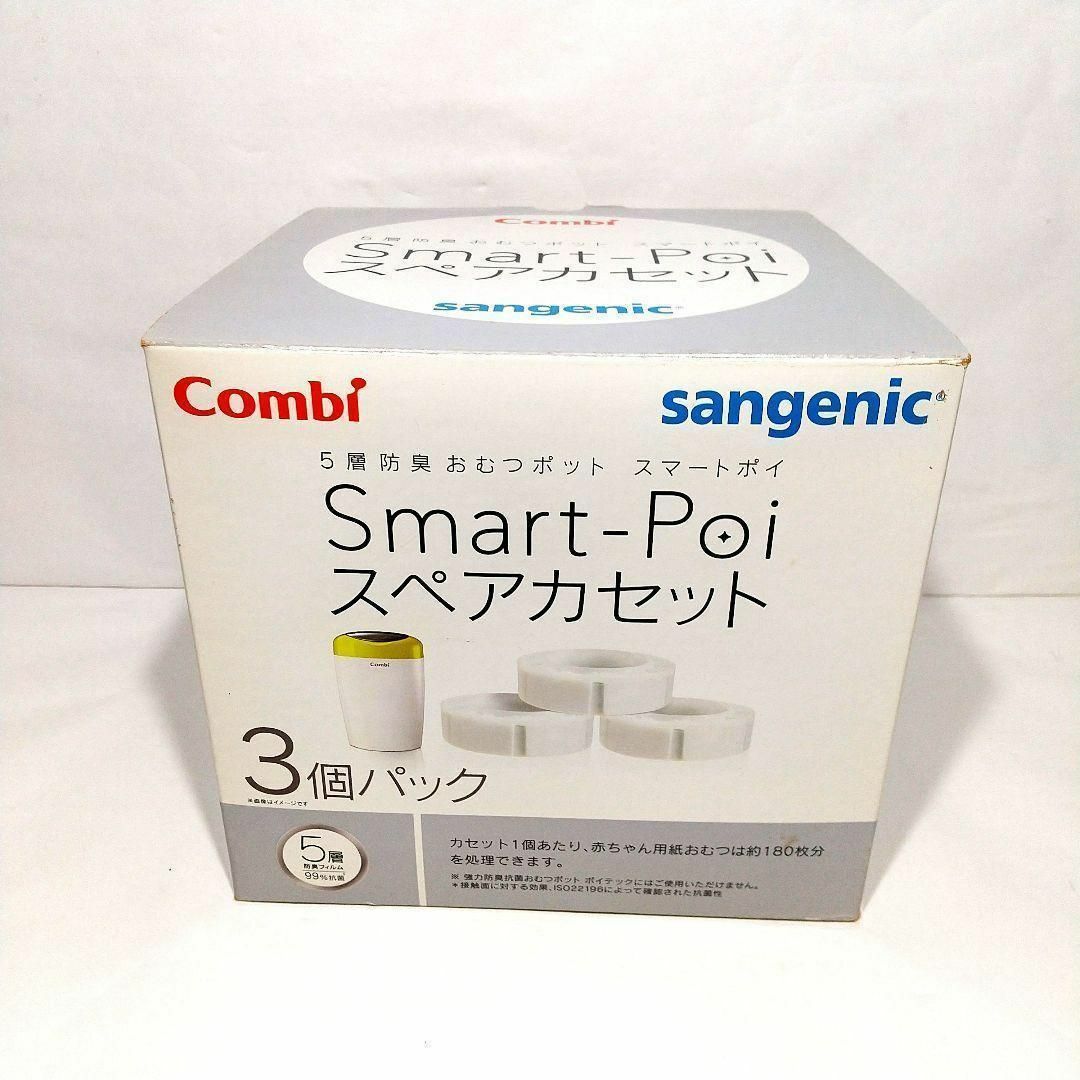 Combi
5層防臭 おむつポット スマートポイ
Smart-Poi
スペアカセット
sangenic®
Combi
sangenic®
5層防臭 おむつポット スマートポイ
Smart-Poi
スペアカセット
Combi
3個パック
※画像はイメージです
5層
防臭フィルム
99%抗菌
カセット1個あたり、赤ちゃん用紙おむつは約180枚分
を処理できます。
※ 強力防臭抗菌おむつポット ポイテックにはご使用いただけません。
*接触面に対する効果、ISO22196によって確認された抗菌性